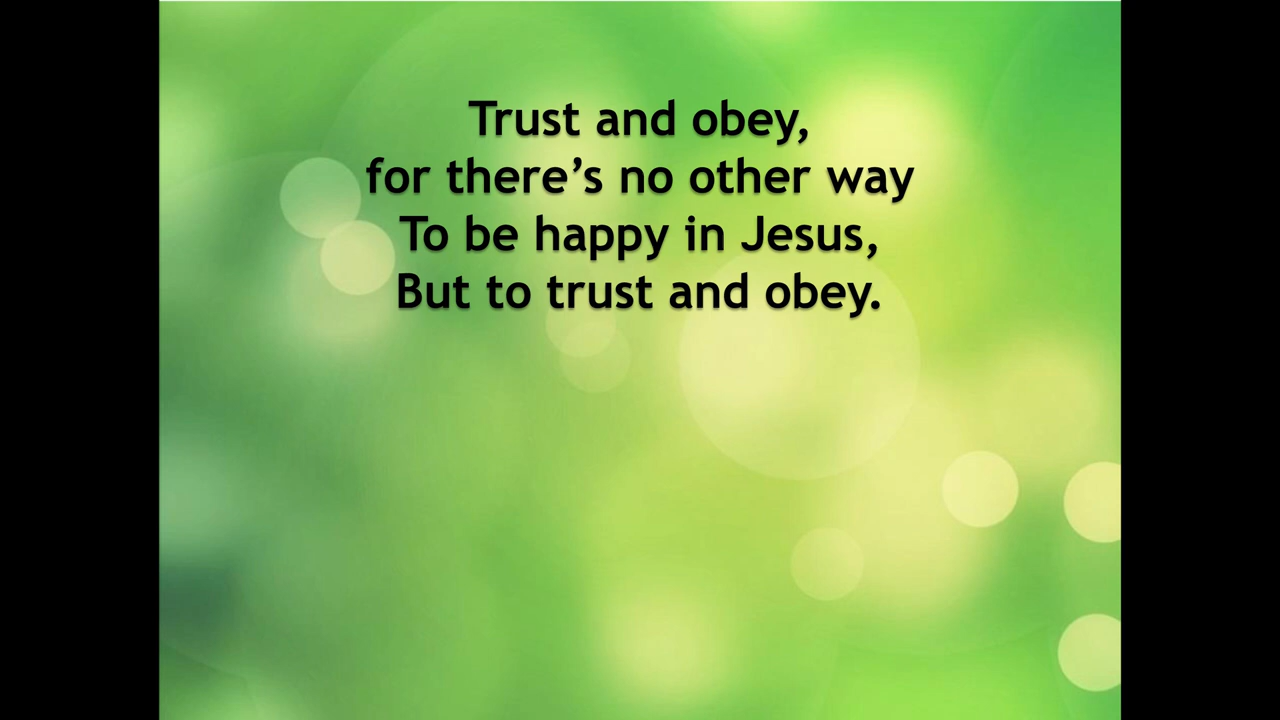 Trust and obey,
for there’s no other way
To be happy in Jesus,
But to trust and obey.